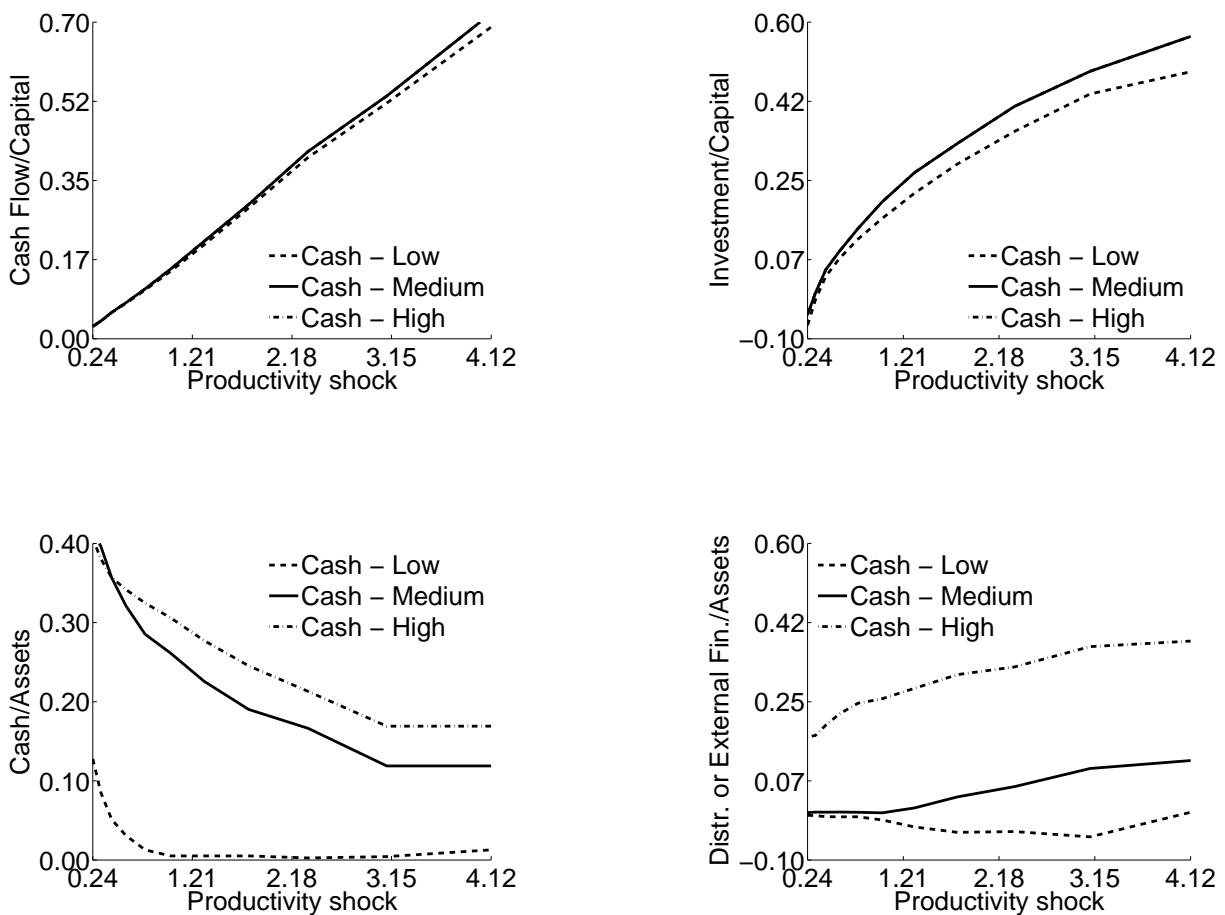 0.70
0.52
0.35
0.17
0.00
Cash Flow/Capital
Cash – Low
Cash – Medium
Cash – High
0.24 1.21 2.18 3.15 4.12
Productivity shock
0.60
0.42
0.25
0.07
−0.10
Investment/Capital
Cash – Low
Cash – Medium
Cash – High
0.24 1.21 2.18 3.15 4.12
Productivity shock
0.40
0.30
0.20
0.10
0.00
Cash/Assets
Cash – Low
Cash – Medium
Cash – High
0.24 1.21 2.18 3.15 4.12
Productivity shock
0.60
0.42
0.25
0.07
−0.10
Distr. or External Fin./Assets
Cash – Low
Cash – Medium
Cash – High
0.24 1.21 2.18 3.15 4.12
Productivity shock